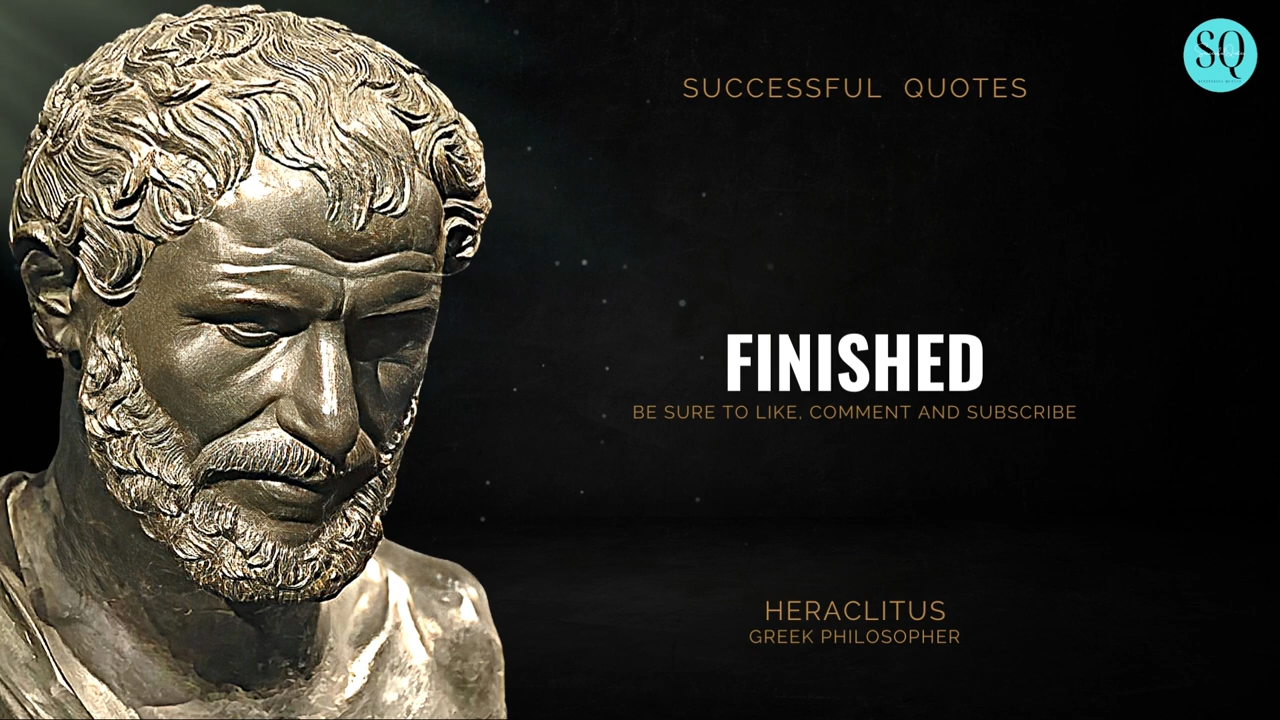 SUCCESSFUL QUOTES
SQ
FINISHED
BE SURE TO LIKE, COMMENT AND SUBSCRIBE
HERACLITUS
GREEK PHILOSOPHER